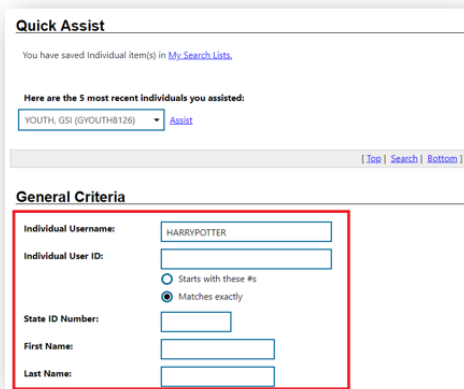 Quick Assist
You have saved Individual item(s) in My Search Lists.
Here are the 5 most recent individuals you assisted:
YOUTH, GSI (GYOUTH8126) Assist
[ Top | Search | Bottom ]
General Criteria
Individual Username: HARRYPOTTER
Individual User ID:
Starts with these #s
Matches exactly
State ID Number:
First Name:
Last Name: